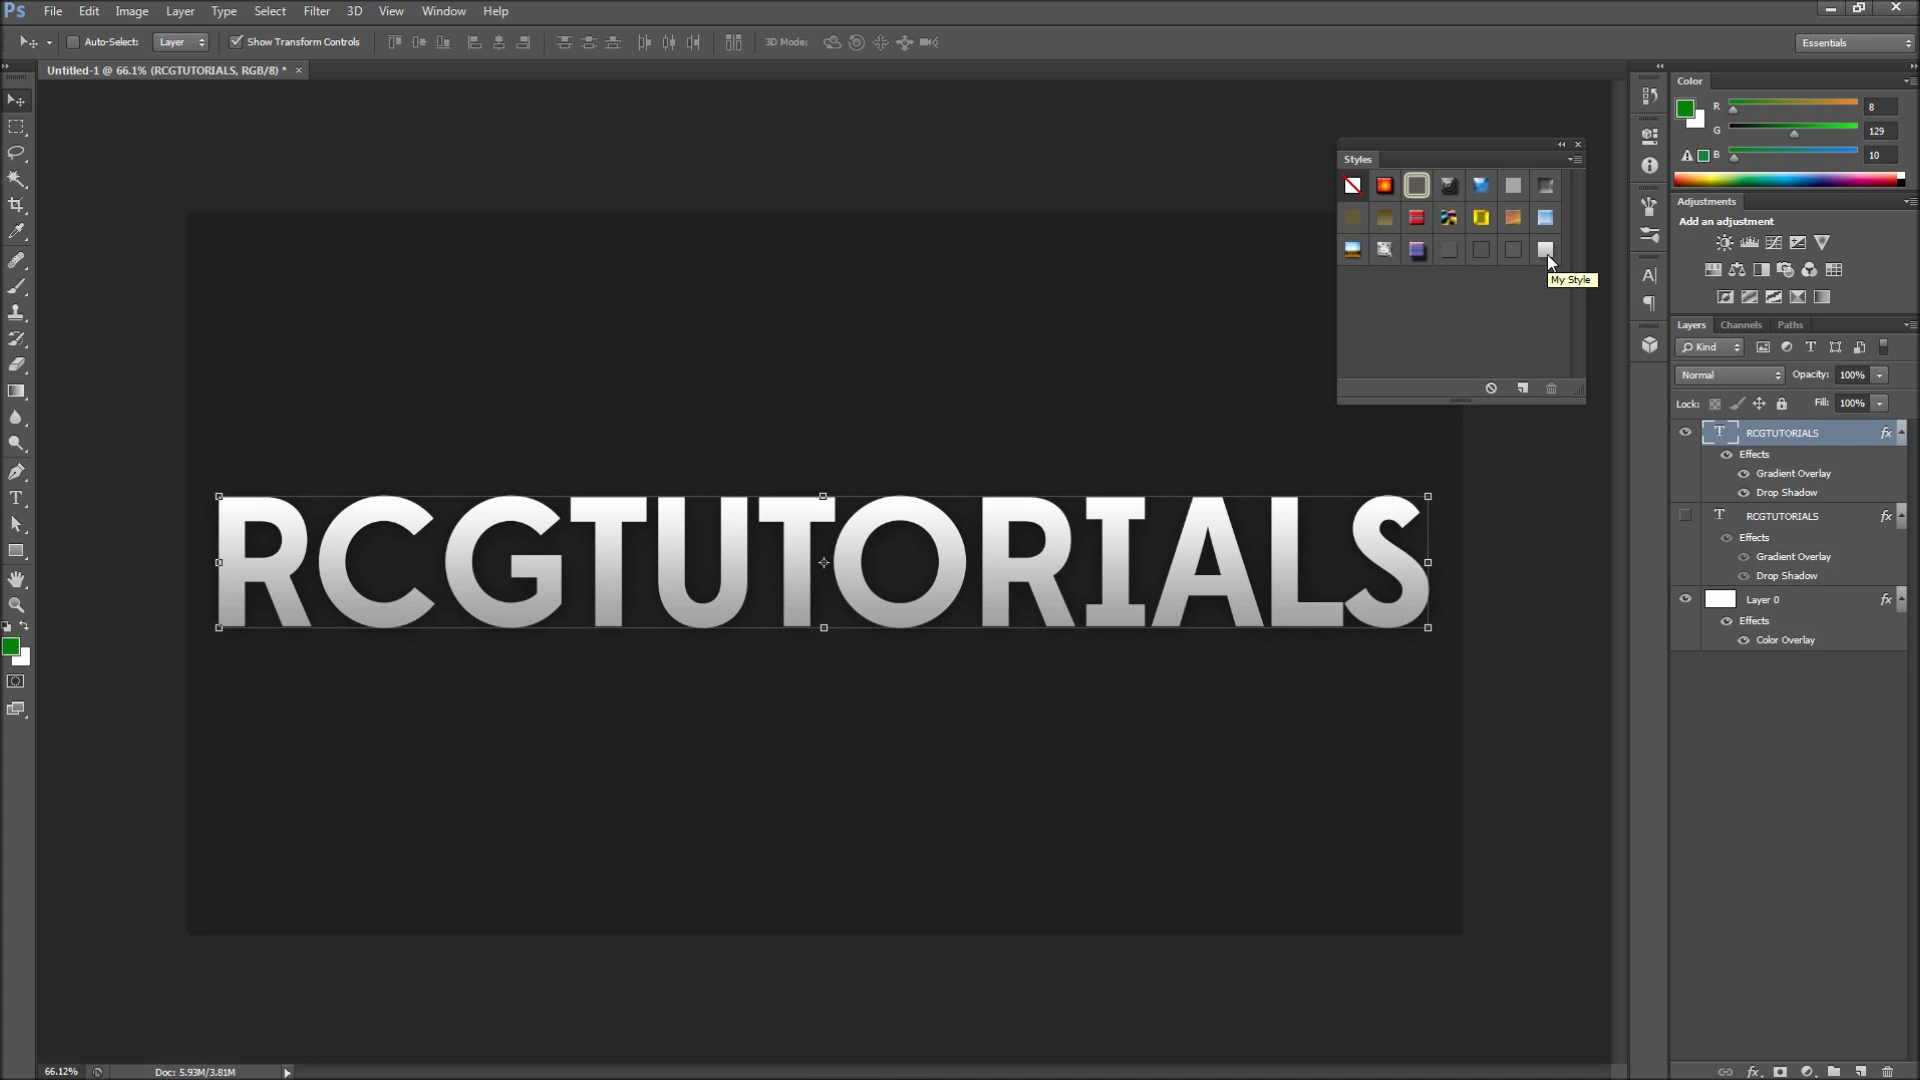 Ps File Edit Image Layer Type Select Filter 3D View Window Help
Auto-Select: Layer Show Transform Controls 3D Mode: Essentials
Untitled-1 @ 66.1% (RCGTUTORIALS, RGB/8) * ×
Color
R 8
G 129
B 10
Styles
My Style
Adjustments
Add an adjustment
Layers Channels Paths
Kind
Normal Opacity: 100%
Lock: Fill: 100%
T RCGTUTORIALS fx
Effects
Gradient Overlay
Drop Shadow
T RCGTUTORIALS fx
Effects
Gradient Overlay
Drop Shadow
Layer 0 fx
Effects
Color Overlay
RCGTUTORIALS
66.12% Doc: 5.93M/3.81M